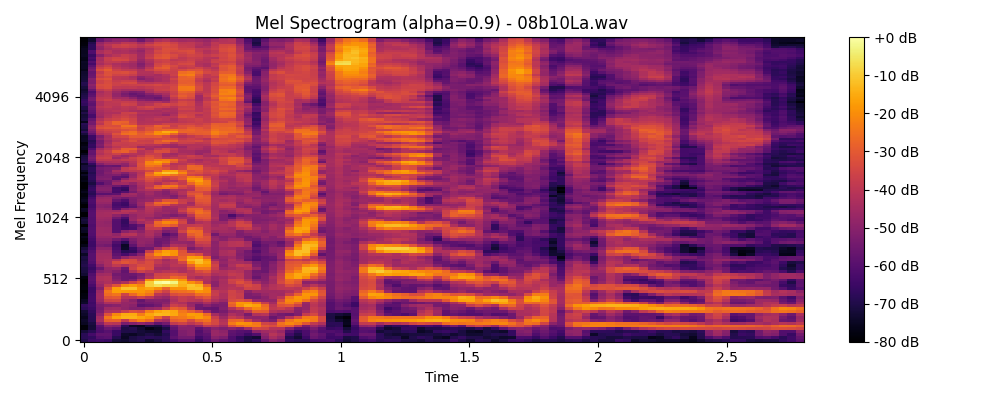 Mel Spectrogram (alpha=0.9) - 08b10La.wav
Mel Frequency
4096
2048
1024
512
0
0
0.5
1
1.5
2
2.5
Time
+0 dB
-10 dB
-20 dB
-30 dB
-40 dB
-50 dB
-60 dB
-70 dB
-80 dB